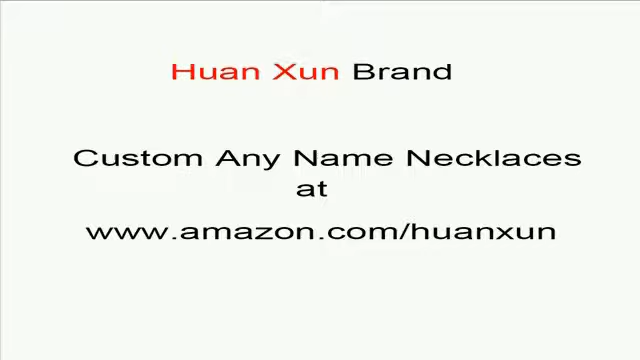 Huan Xun Brand
Custom Any Name Necklaces
at
www.amazon.com/huanxun